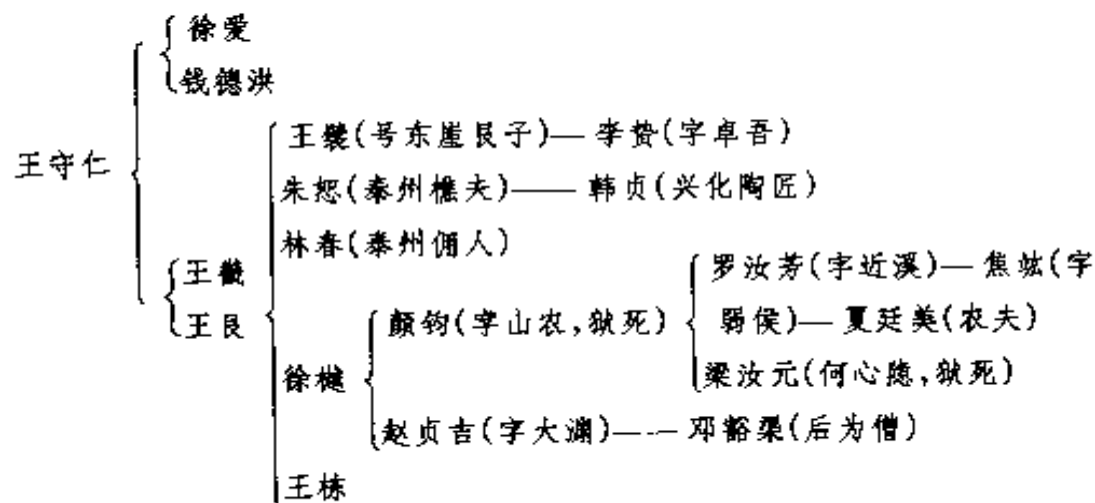 徐爱
钱德洪
王守仁
王襞(号东崖艮子)— 李贽(字卓吾)
朱恕(泰州樵夫)—— 韩贞(兴化陶匠)
林春(泰州佣人)
王畿
王艮
罗汝芳(字近溪)— 焦竑(字
颜钧(字山农,狱死)
弱侯)— 夏廷美(农夫)
徐樾
梁汝元(何心隐,狱死)
赵贞吉(字大渊)—— 邓豁渠(后为僧)
王栋